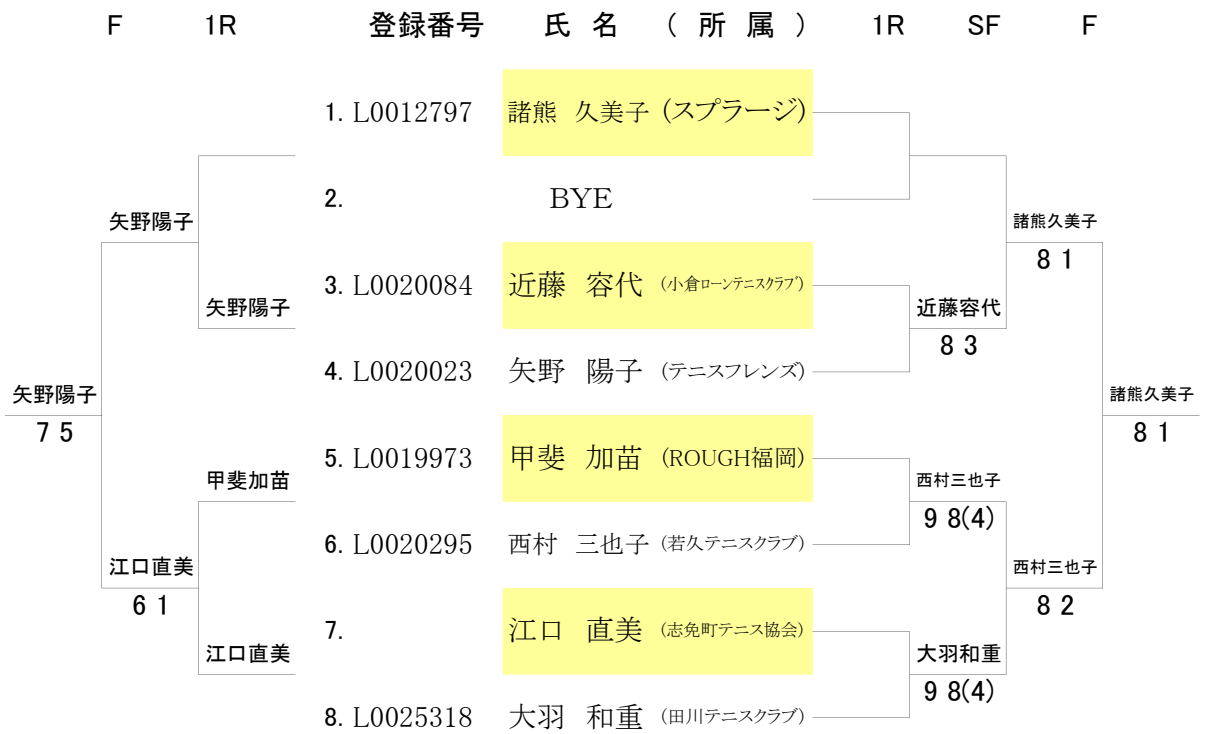 F 1R 登録番号 氏 名 ( 所 属 ) 1R SF F
1. L0012797 諸熊 久美子 (スプラージ)
2. BYE
矢野陽子 諸熊久美子
8 1
3. L0020084 近藤 容代 (小倉ローンテニスクラブ)
矢野陽子 近藤容代
8 3
4. L0020023 矢野 陽子 (テニスフレンズ)
矢野陽子 諸熊久美子
7 5 8 1
5. L0019973 甲斐 加苗 (ROUGH福岡)
甲斐加苗 西村三也子
9 8(4)
6. L0020295 西村 三也子 (若久テニスクラブ)
江口直美 西村三也子
6 1 8 2
7. 江口 直美 (志免町テニス協会)
江口直美 大羽和重
9 8(4)
8. L0025318 大羽 和重 (田川テニスクラブ)